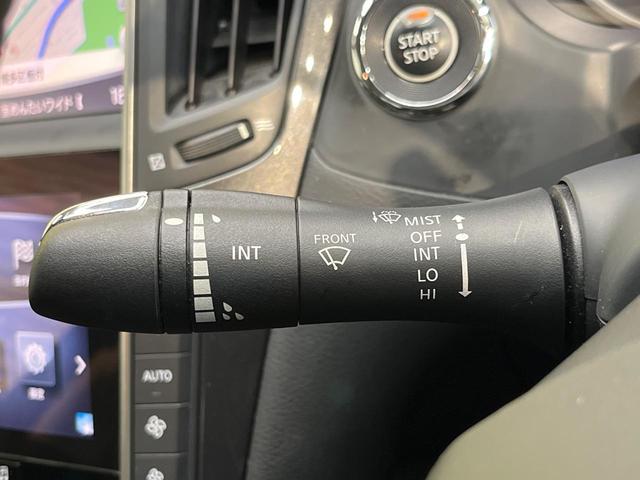 START
STOP
MIST
OFF
INT
LO
HI
FRONT
INT
AUTO